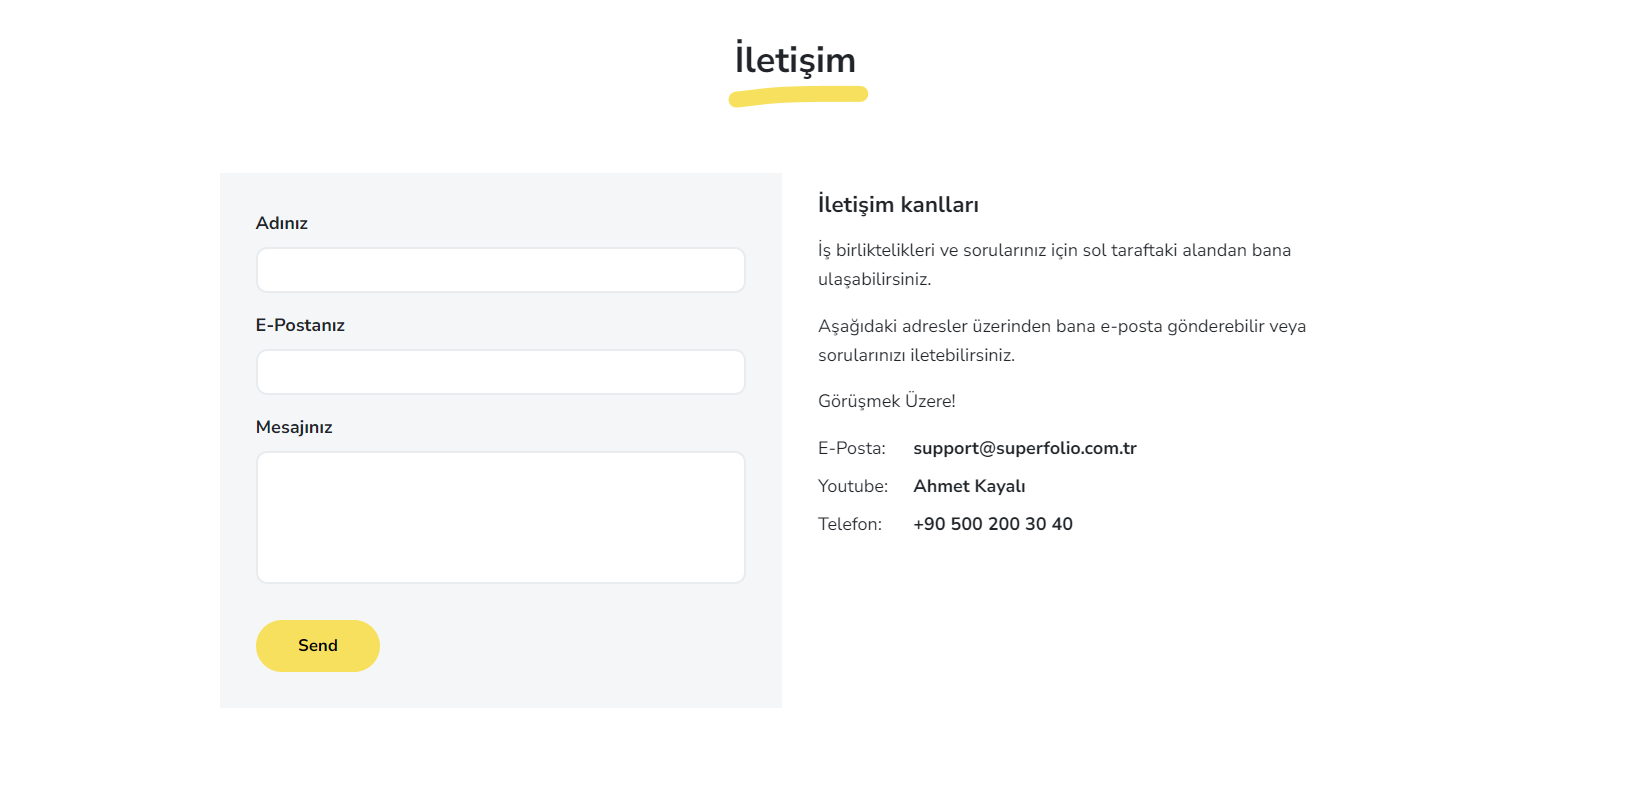 İletişim
Adınız
E-Postanız
Mesajınız
Send
İletişim kanlları
İş birliktelikleri ve sorularınız için sol taraftaki alandan bana
ulaşabilirsiniz.
Aşağıdaki adresler üzerinden bana e-posta gönderebilir veya
sorularınızı iletebilirsiniz.
Görüşmek Üzere!
E-Posta: support@superfolio.com.tr
Youtube: Ahmet Kayalı
Telefon: +90 500 200 30 40